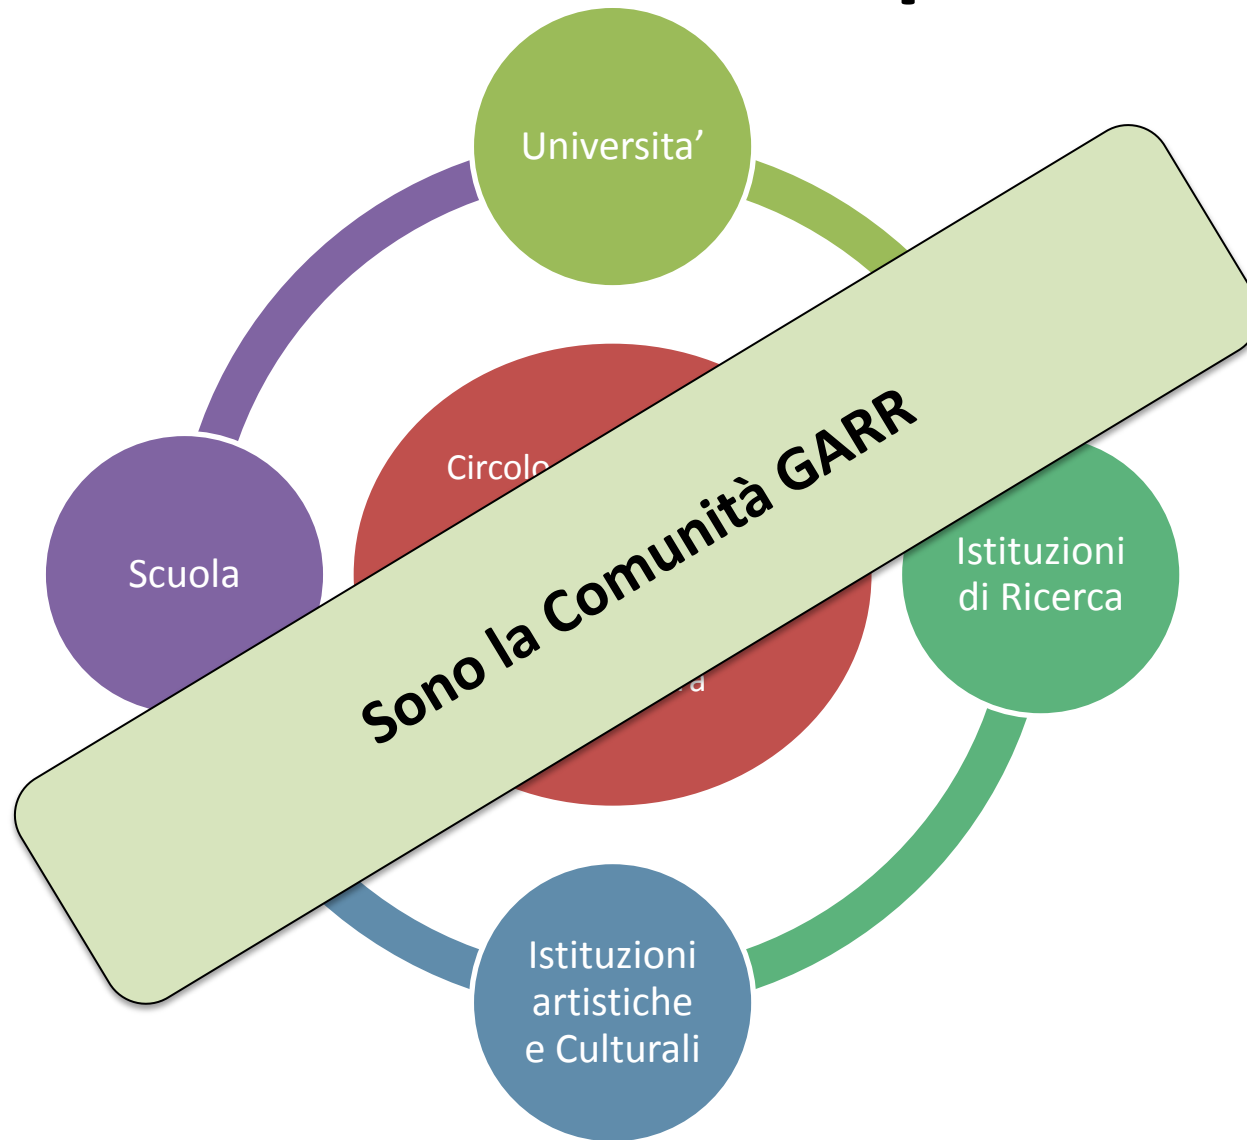 Universita’
Circolo
Sono la Comunità GARR
Scuola
Istituzioni
di Ricerca
Istituzioni
artistiche
e Culturali